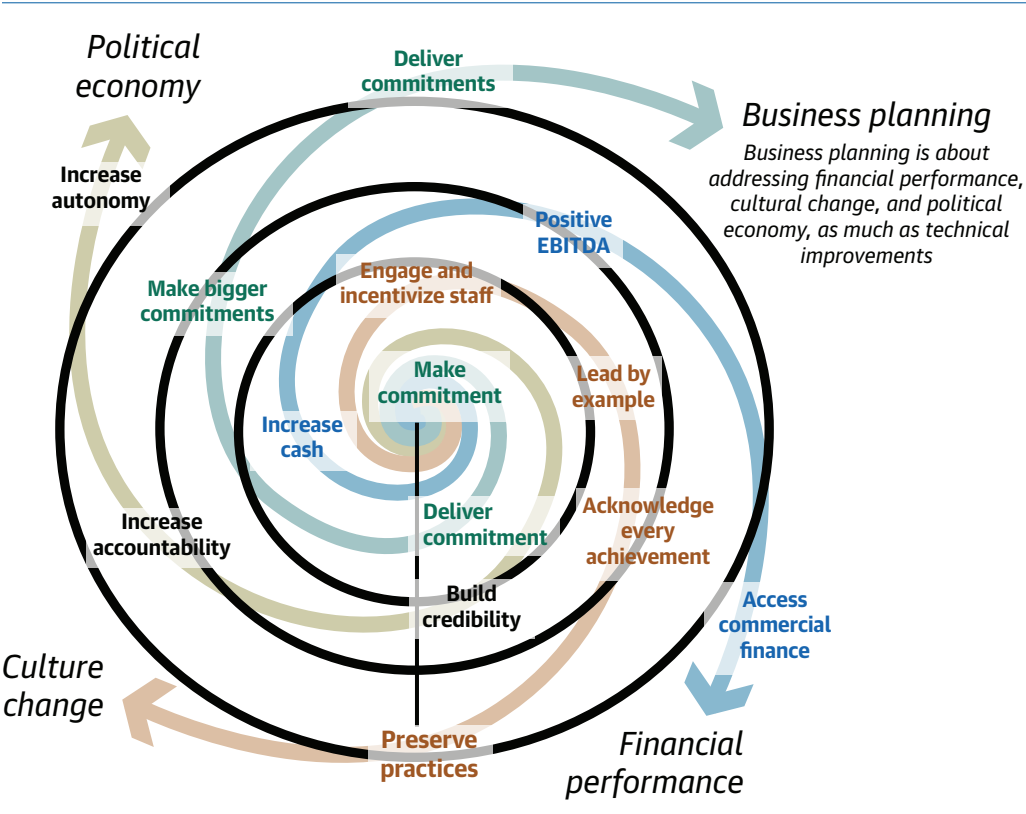 Political
economy
Deliver
commitments
Business planning
Business planning is about
addressing financial performance,
cultural change, and political
economy, as much as technical
improvements
Increase
autonomy
Positive
EBITDA
Engage and
incentivize staff
Make bigger
commitments
Make
commitment
Lead by
example
Increase
cash
Acknowledge
every
achievement
Deliver
commitment
Increase
accountability
Build
credibility
Access
commercial
finance
Culture
change
Preserve
practices
Financial
performance